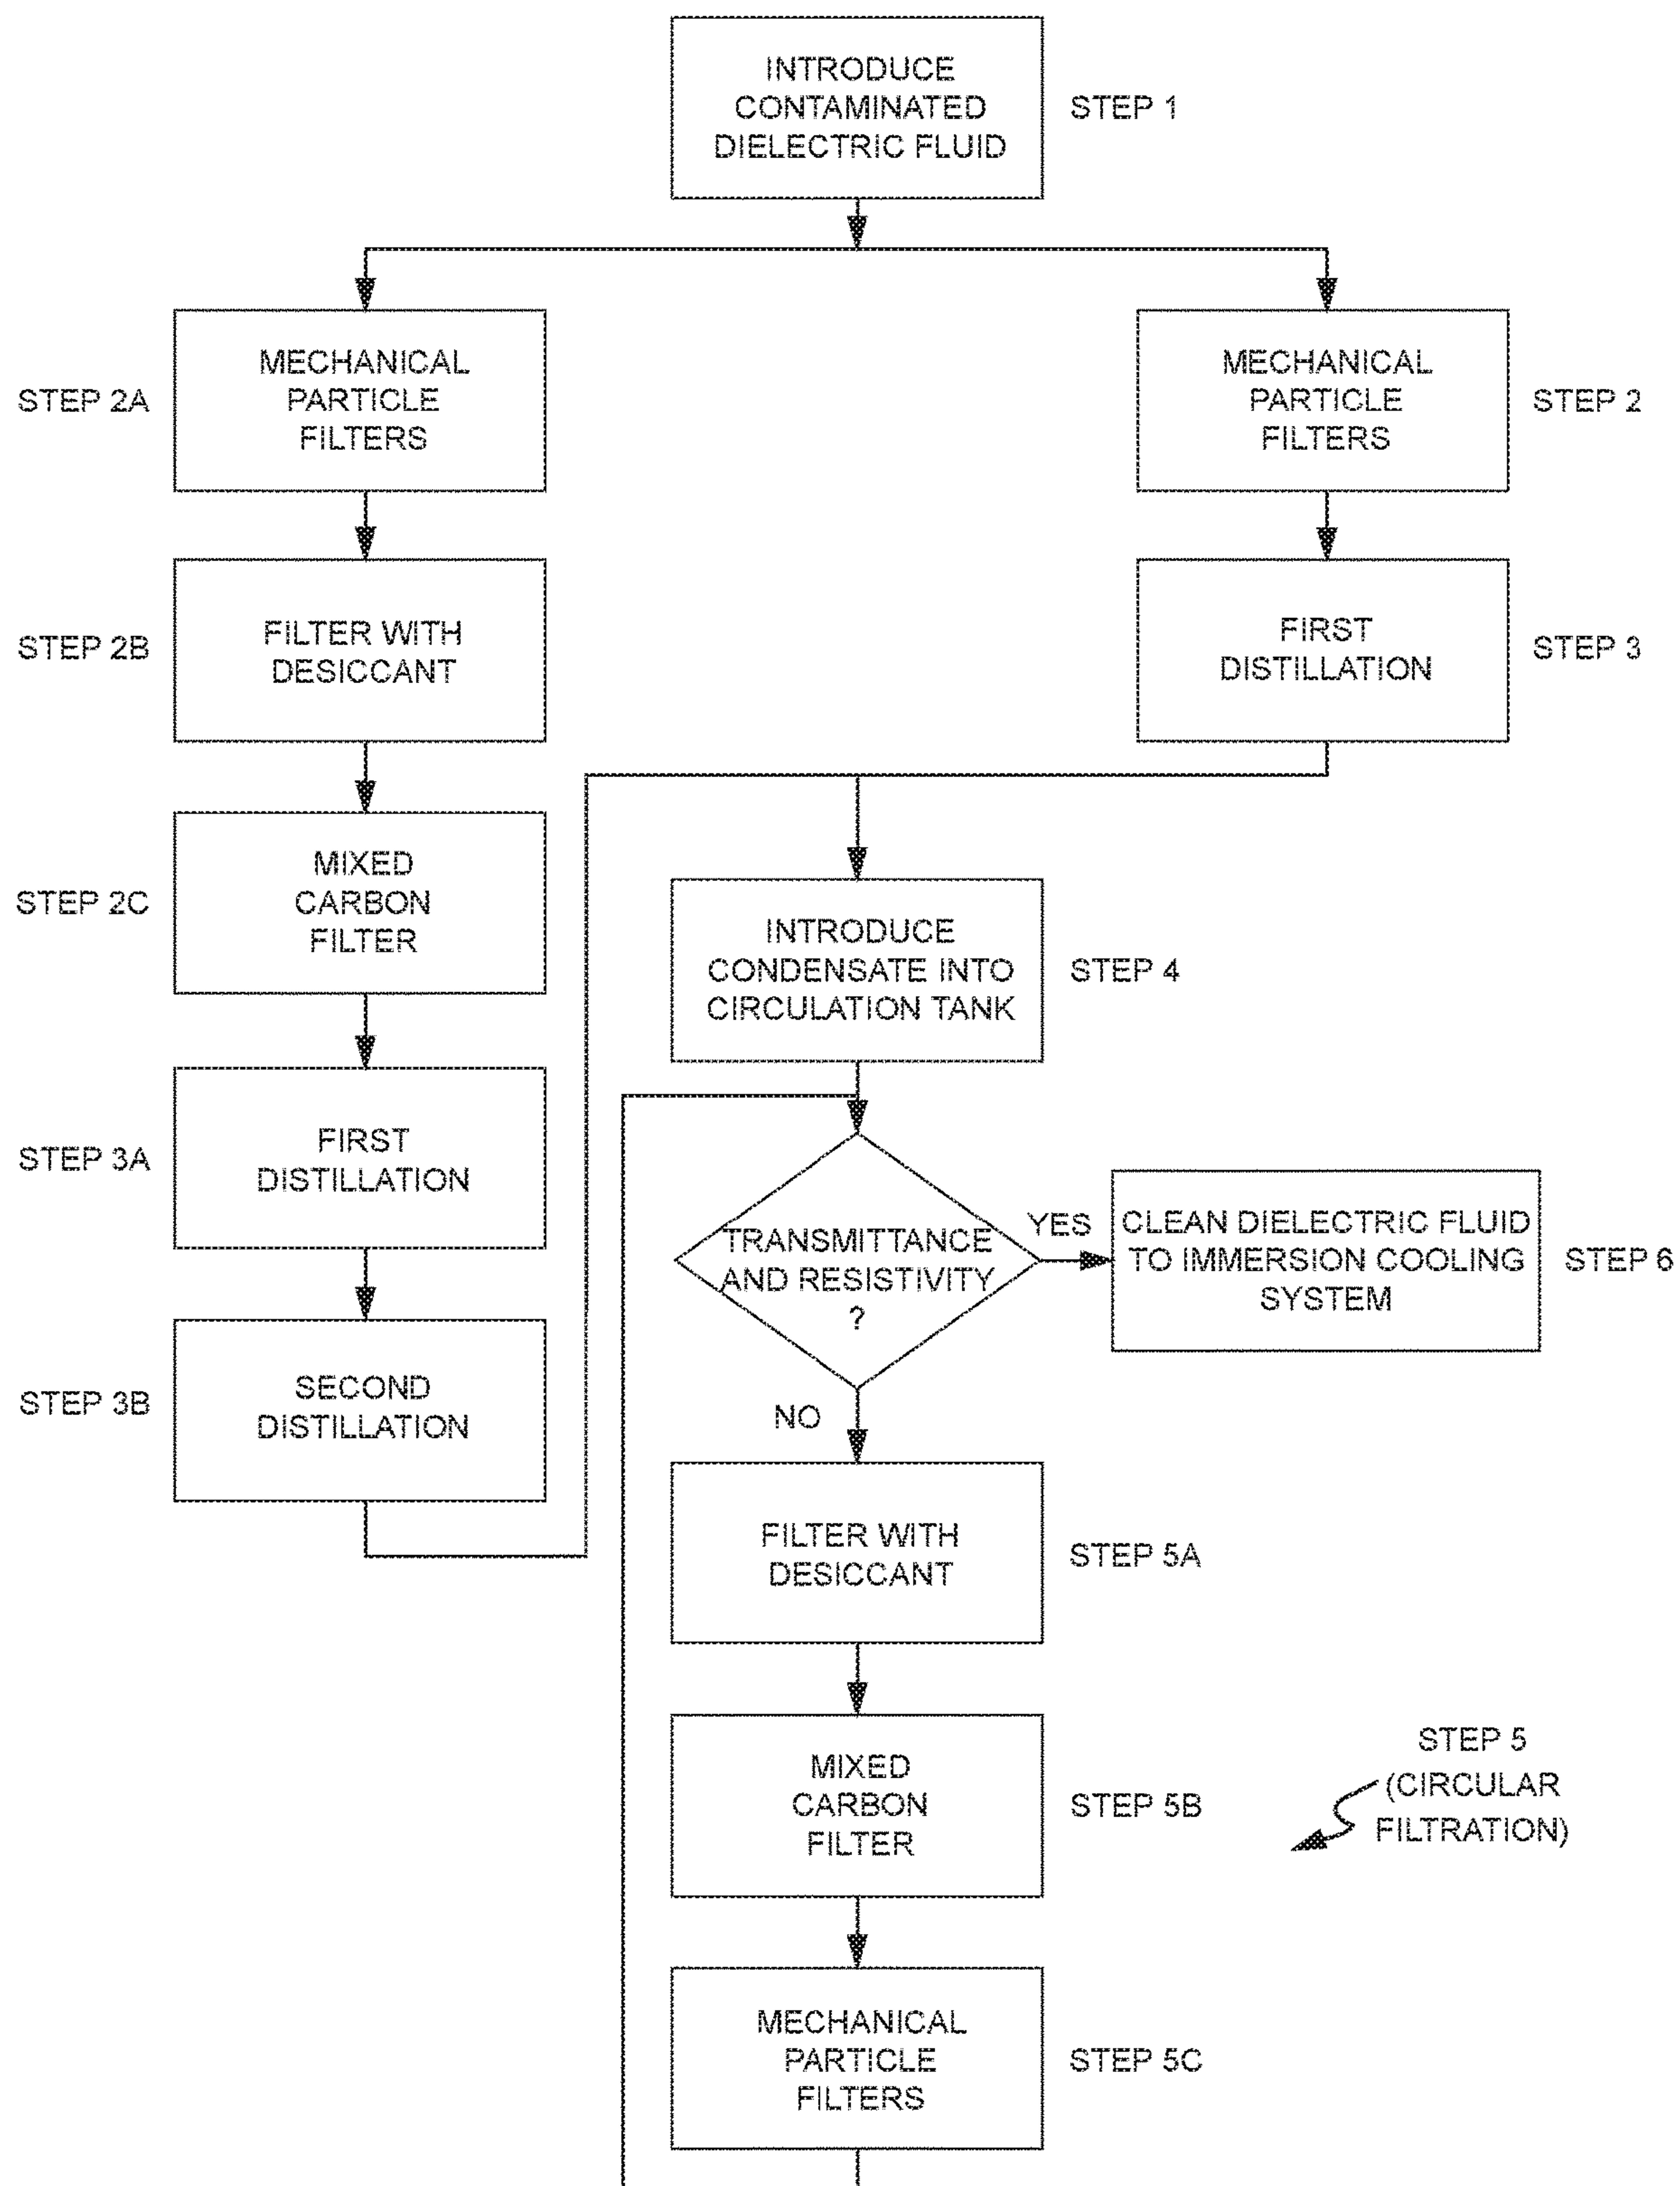 INTRODUCE
CONTAMINATED
DIELECTRIC FLUID
STEP 1
STEP 2A
MECHANICAL
PARTICLE
FILTERS
MECHANICAL
PARTICLE
FILTERS
STEP 2
STEP 2B
FILTER WITH
DESICCANT
FIRST
DISTILLATION
STEP 3
STEP 2C
MIXED
CARBON
FILTER
INTRODUCE
CONDENSATE INTO
CIRCULATION TANK
STEP 4
STEP 3A
FIRST
DISTILLATION
TRANSMITTANCE
AND RESISTIVITY
?
YES
CLEAN DIELECTRIC FLUID
TO IMMERSION COOLING
SYSTEM
STEP 6
STEP 3B
SECOND
DISTILLATION
NO
FILTER WITH
DESICCANT
STEP 5A
MIXED
CARBON
FILTER
STEP 5B
STEP 5
(CIRCULAR
FILTRATION)
MECHANICAL
PARTICLE
FILTERS
STEP 5C